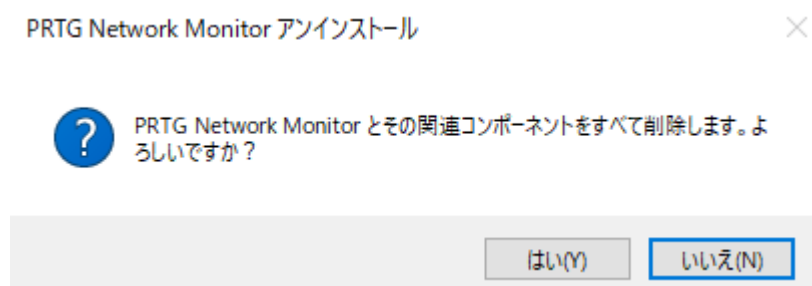 PRTG Network Monitor アンインストール
PRTG Network Monitor とその関連コンポーネントをすべて削除します。よ
ろしいですか？
はい(Y)
いいえ(N)